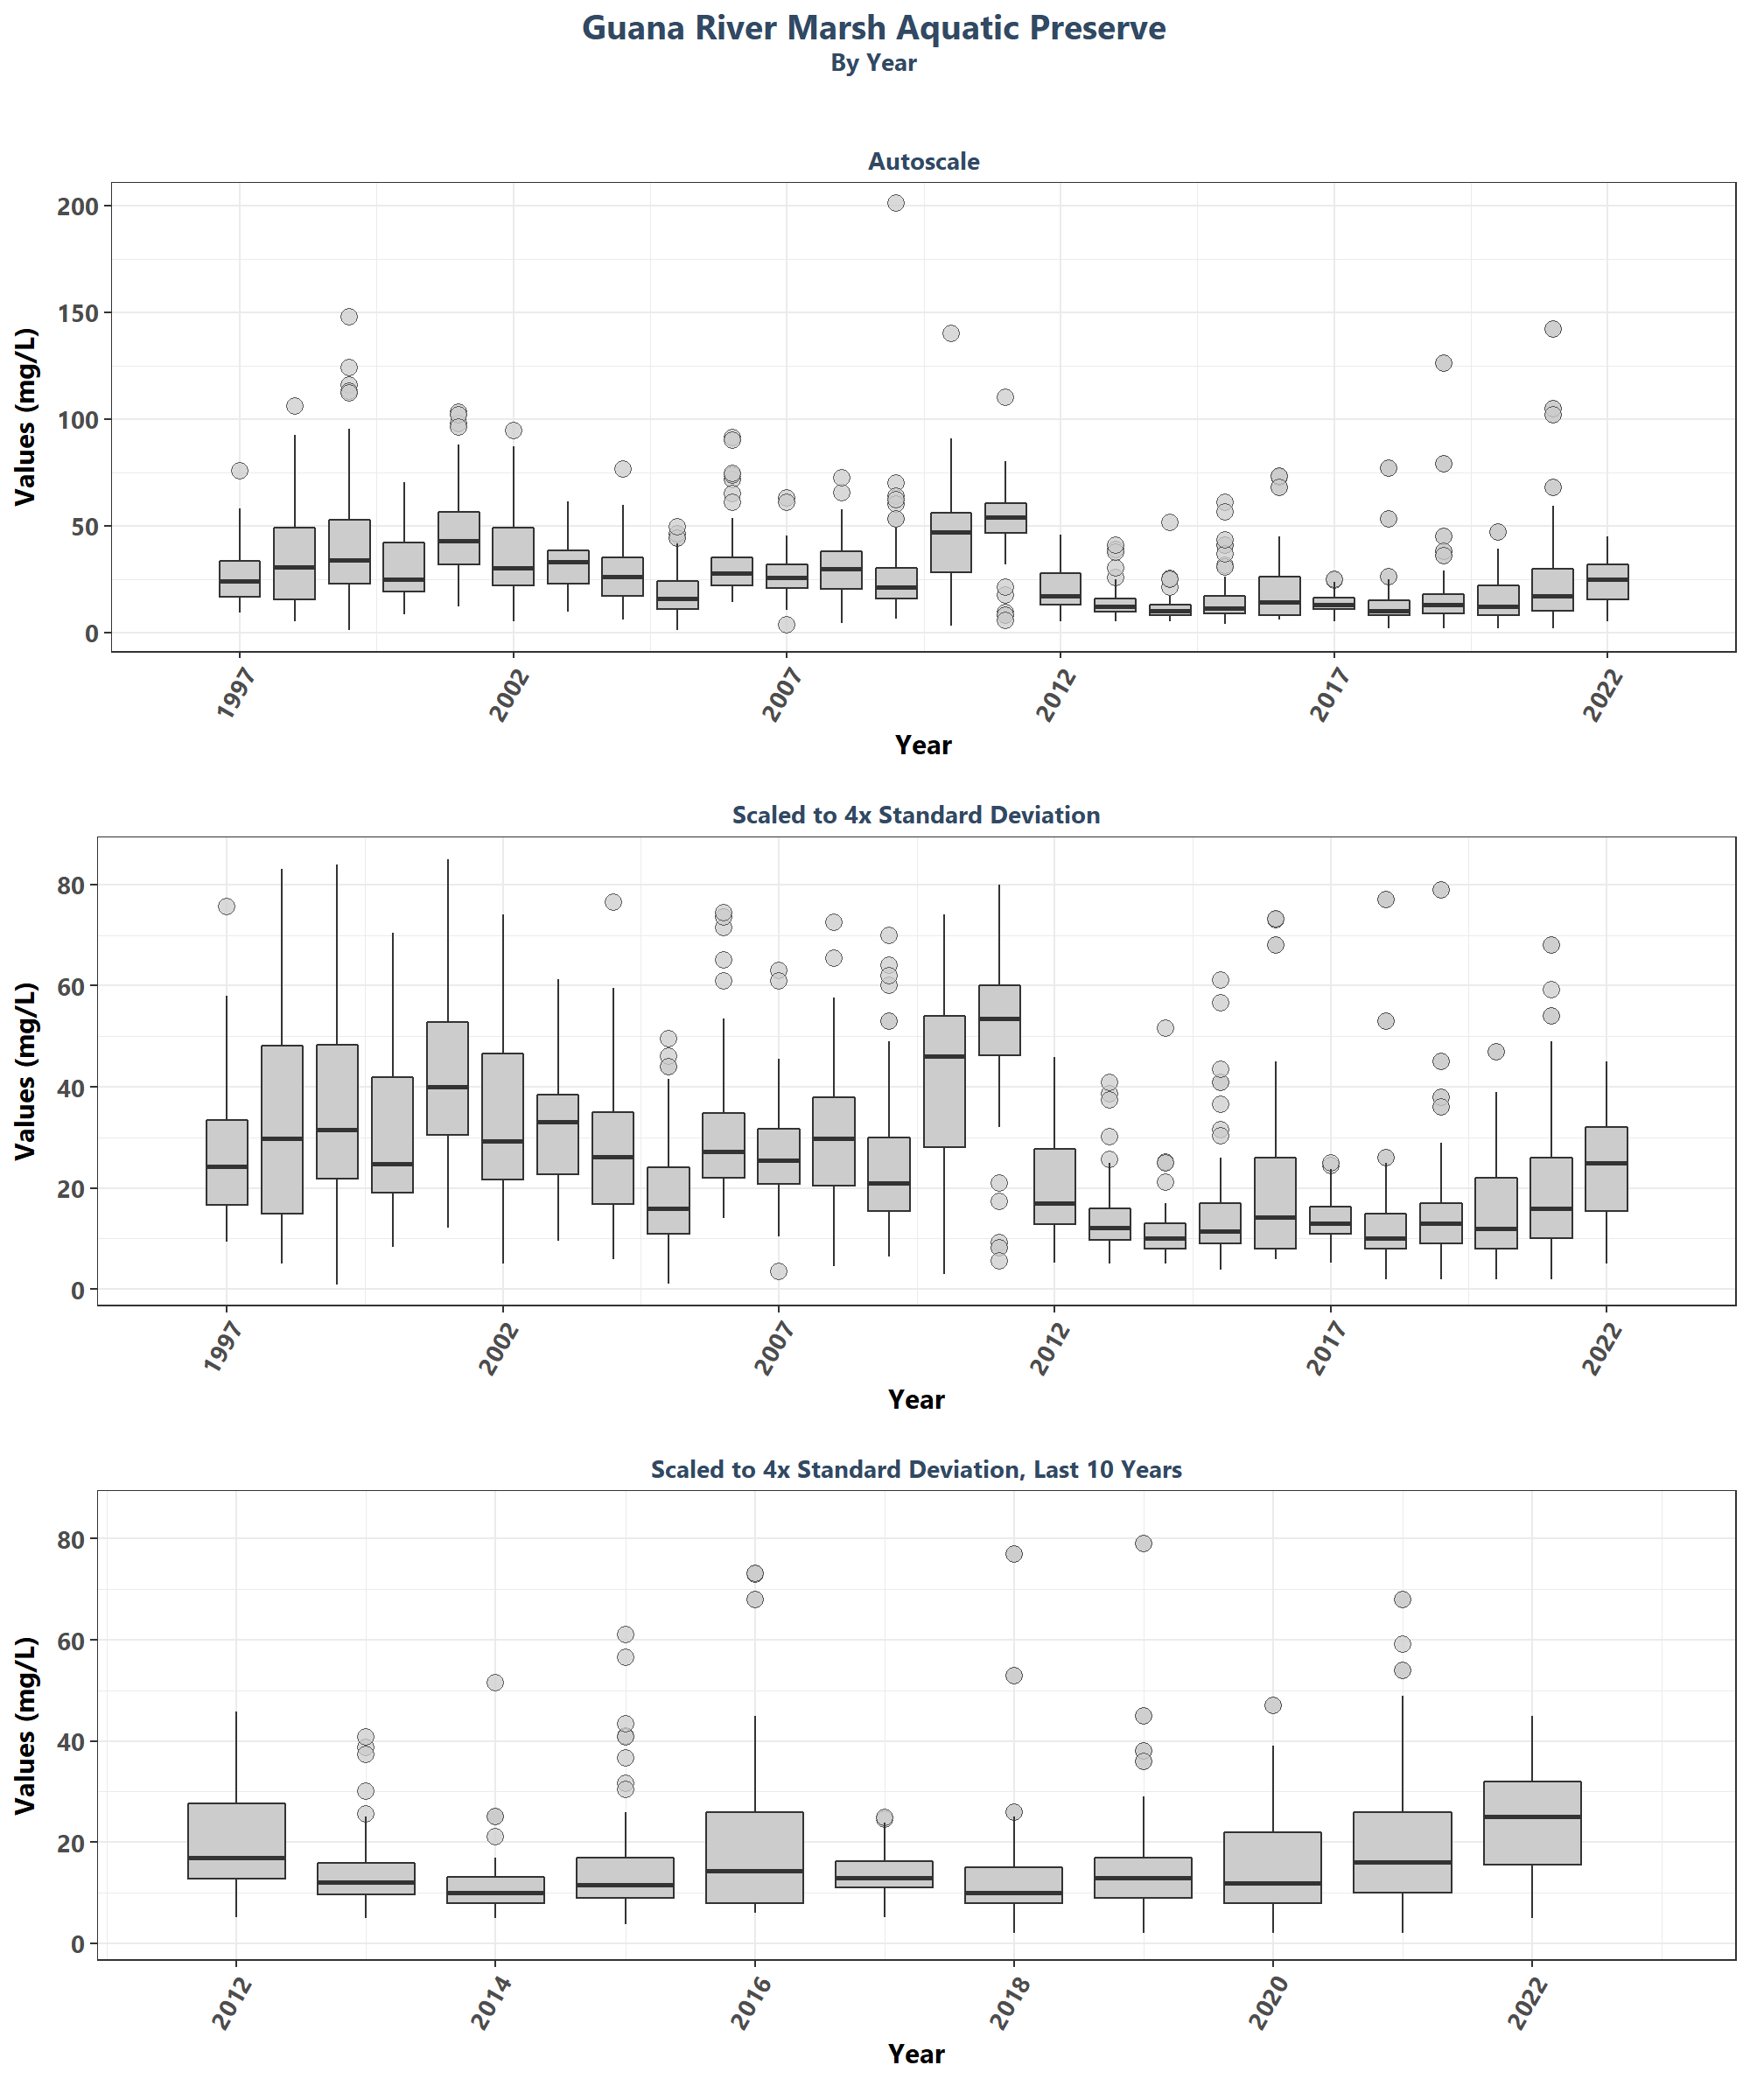 Guana River Marsh Aquatic Preserve
By Year
Autoscale
Values (mg/L)
200
150
100
50
0
1997 2002 2007 2012 2017 2022
Year
Scaled to 4x Standard Deviation
Values (mg/L)
80
60
40
20
0
1997 2002 2007 2012 2017 2022
Year
Scaled to 4x Standard Deviation, Last 10 Years
Values (mg/L)
80
60
40
20
0
2012 2014 2016 2018 2020 2022
Year